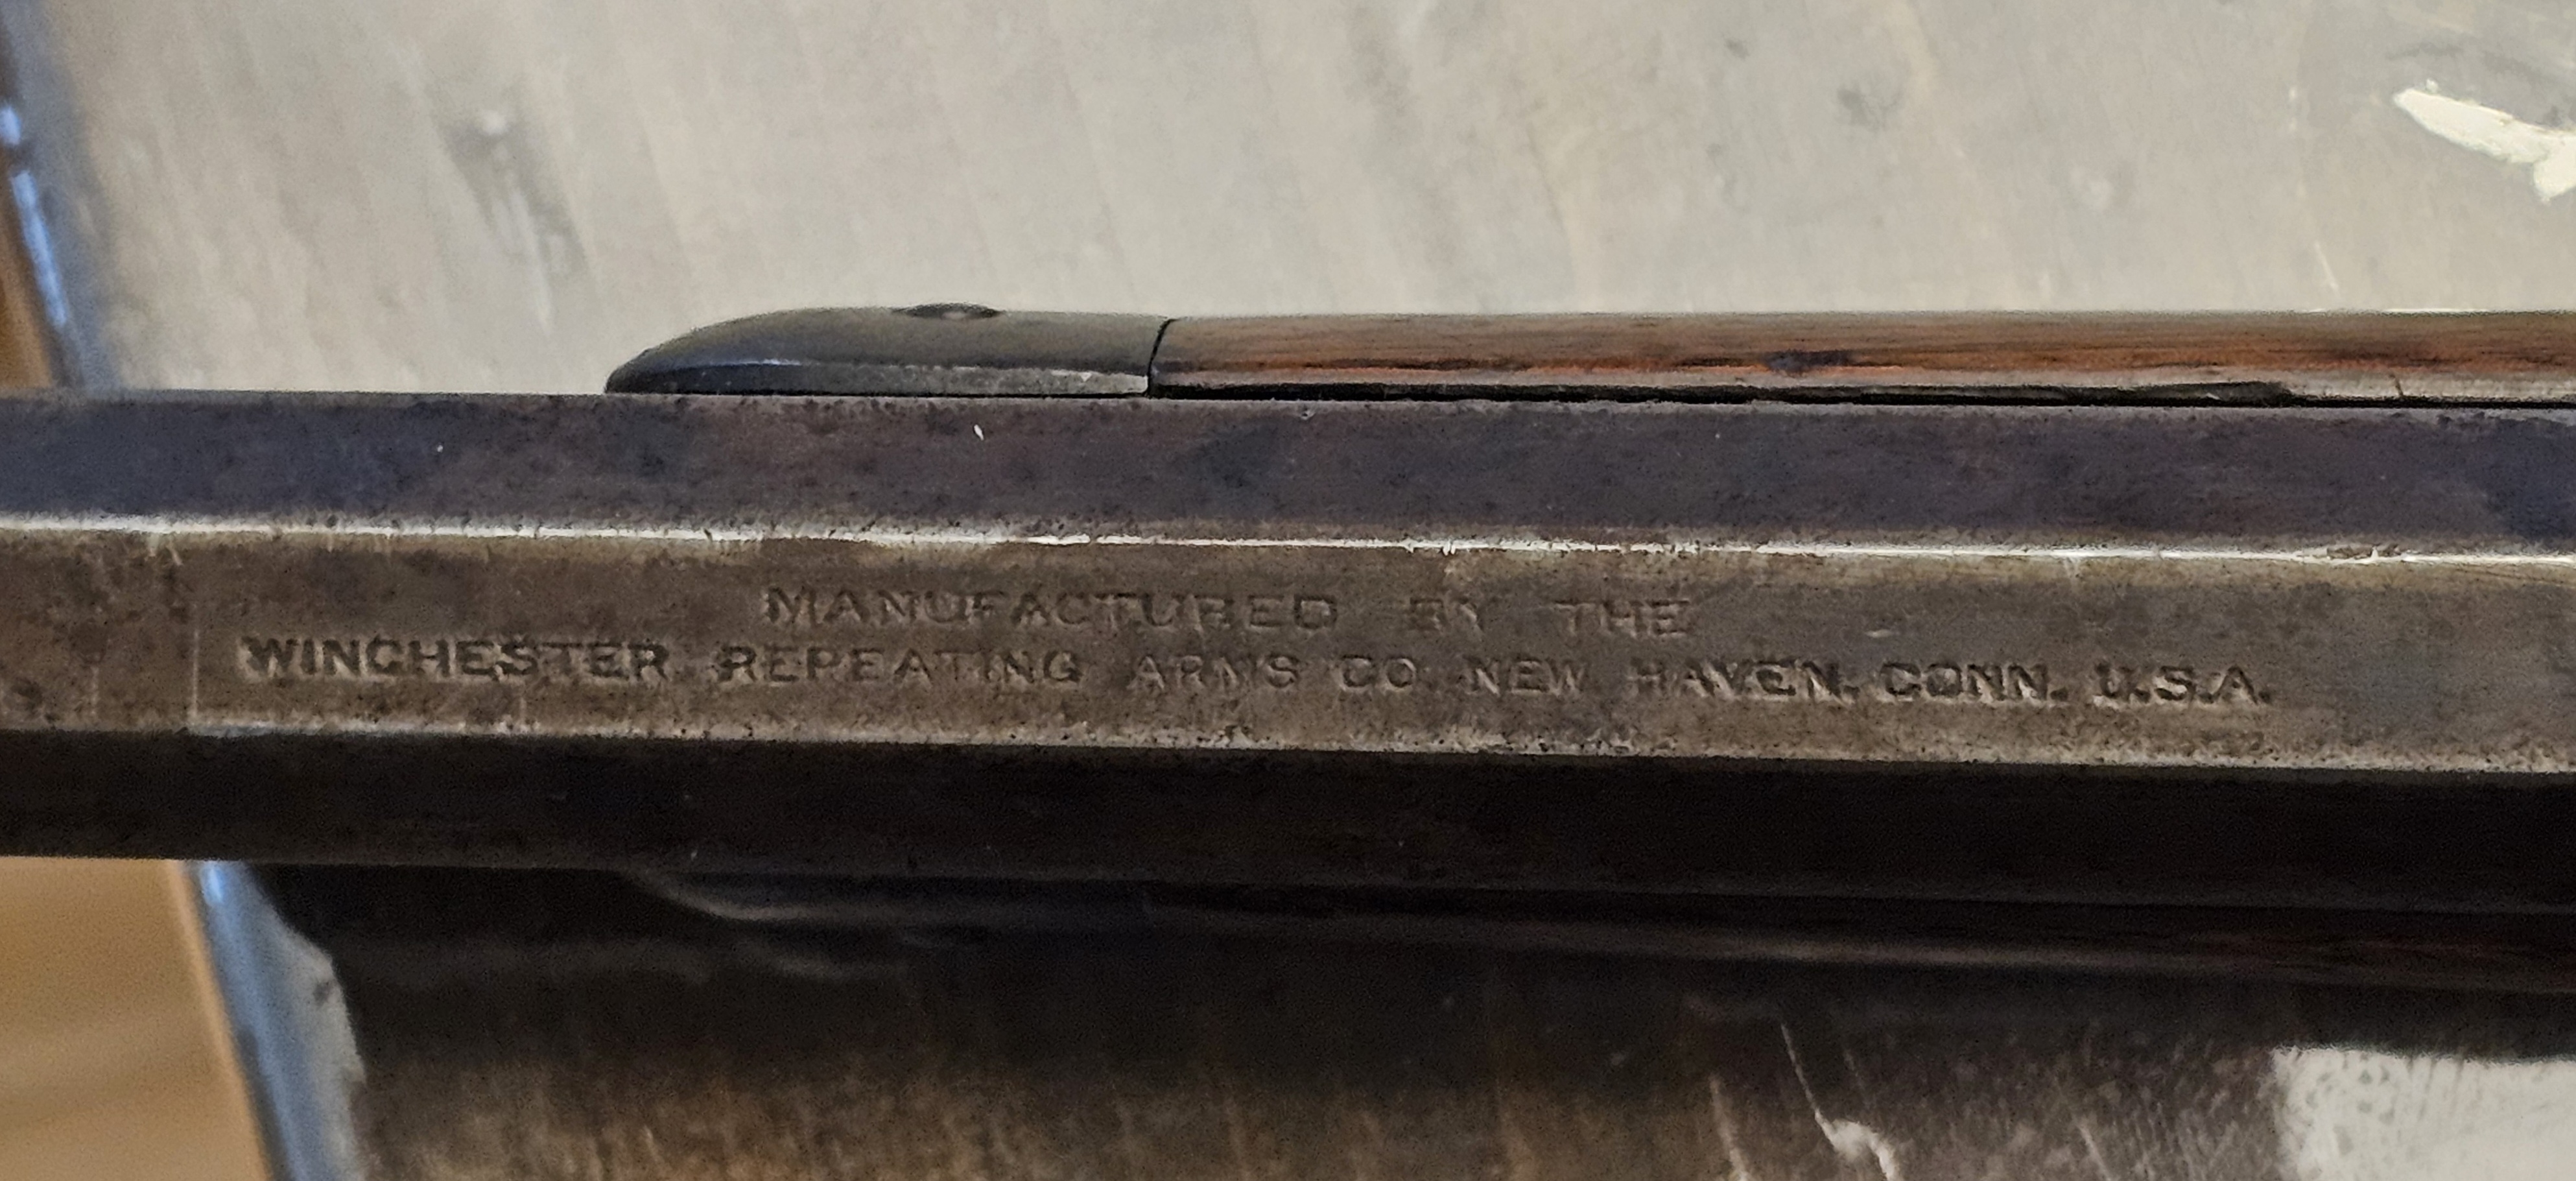 MANUFACTURED BY THE
WINCHESTER REPEATING ARMS CO. NEW HAVEN. CONN. U.S.A.